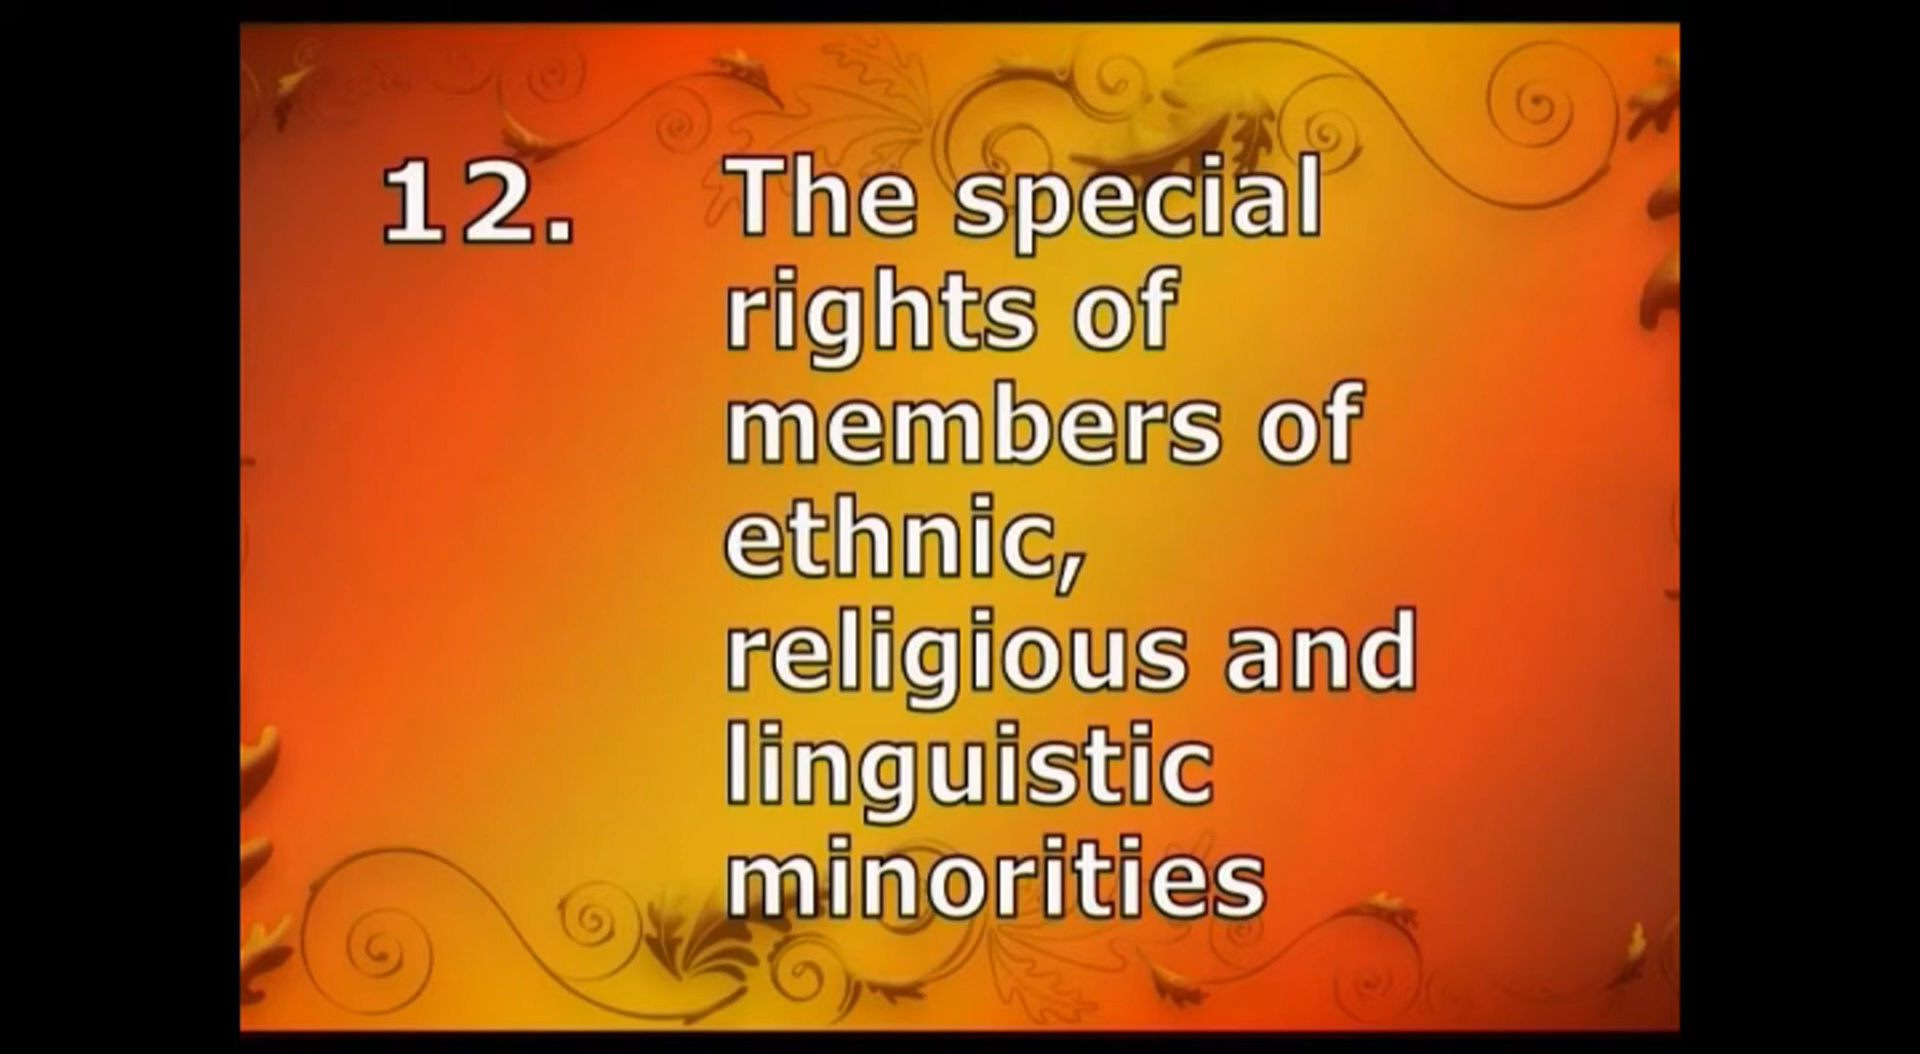 12. The special
rights of
members of
ethnic,
religious and
linguistic
minorities